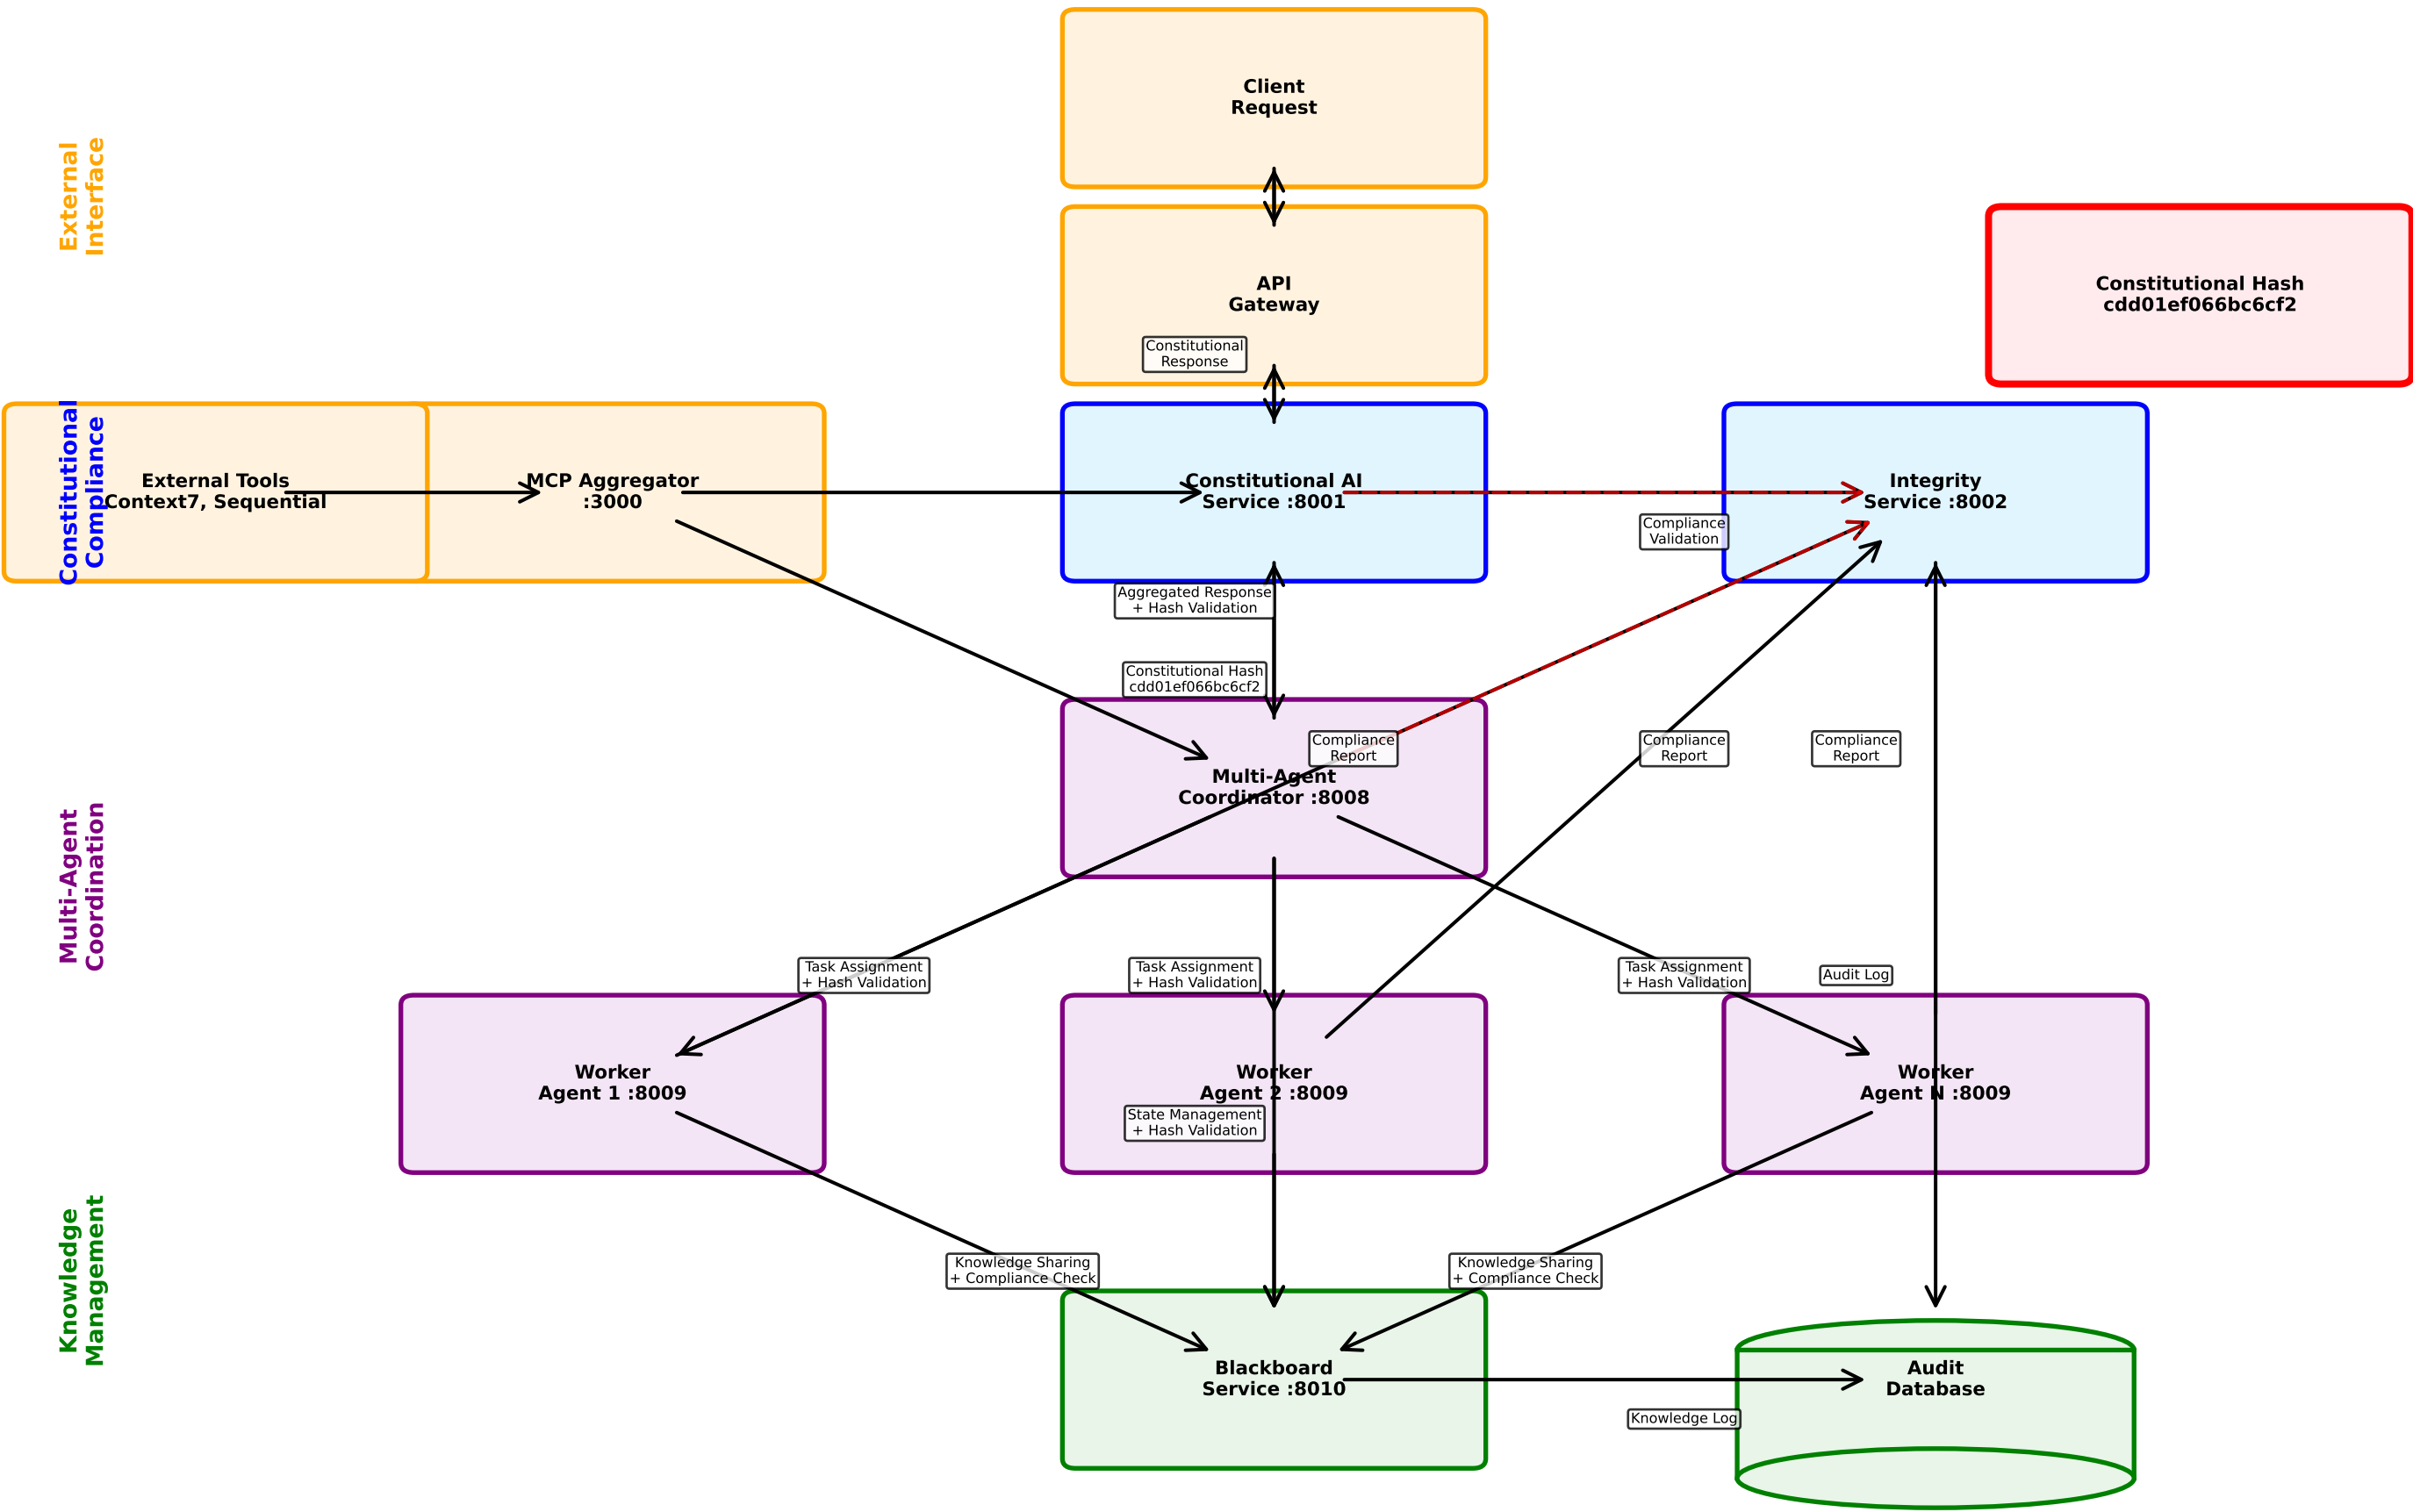 Client
Request
External
Interface
API
Gateway
Constitutional Hash
cdd01ef066bc6cf2
Constitutional
Response
Constitutional
Compliance
External Tools
Context7, Sequential
MCP Aggregator
:3000
Constitutional AI
Service :8001
Integrity
Service :8002
Compliance
Validation
Aggregated Response
+ Hash Validation
Constitutional Hash
cdd01ef066bc6cf2
Compliance
Report
Compliance
Report
Compliance
Report
Multi-Agent
Coordinator :8008
Multi-Agent
Coordination
Task Assignment
+ Hash Validation
Task Assignment
+ Hash Validation
Task Assignment
+ Hash Validation
Audit Log
Worker
Agent 1 :8009
Worker
Agent 2 :8009
Worker
Agent N :8009
State Management
+ Hash Validation
Knowledge
Management
Knowledge Sharing
+ Compliance Check
Knowledge Sharing
+ Compliance Check
Blackboard
Service :8010
Audit
Database
Knowledge Log